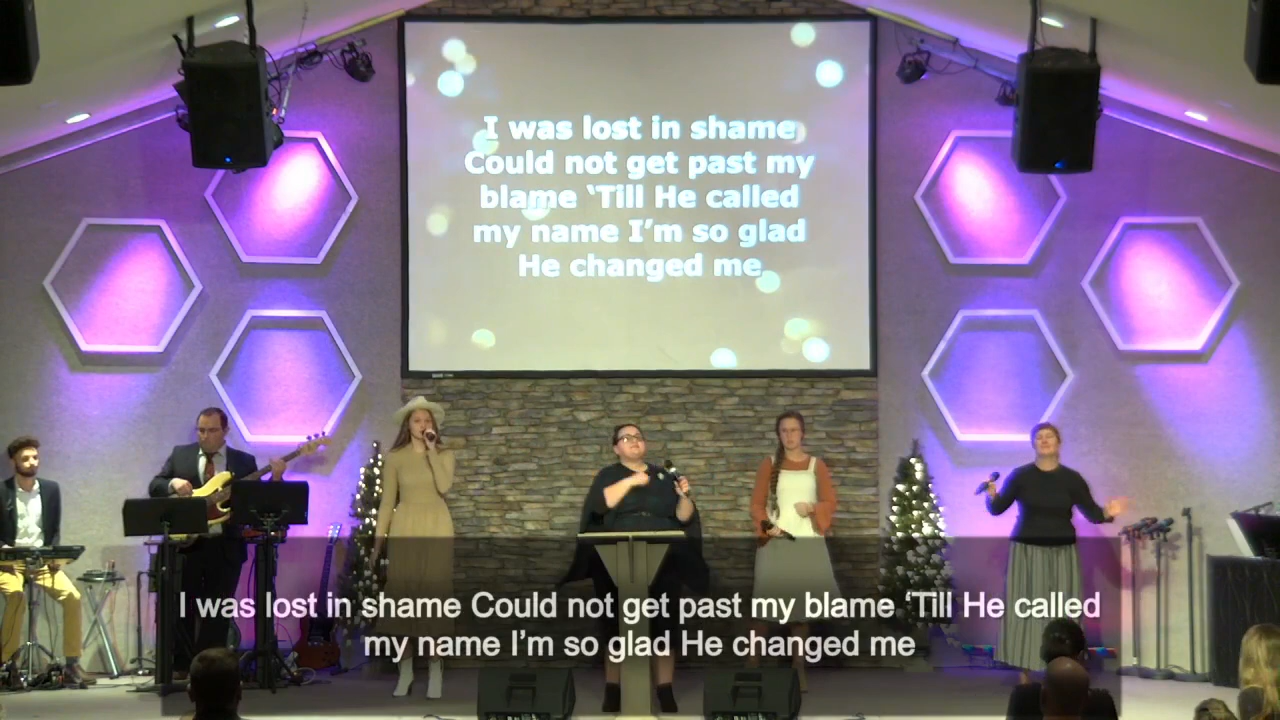 I was lost in shame
Could not get past my
blame ‘Till He called
my name I’m so glad
He changed me
I was lost in shame Could not get past my blame ‘Till He called
my name I’m so glad He changed me